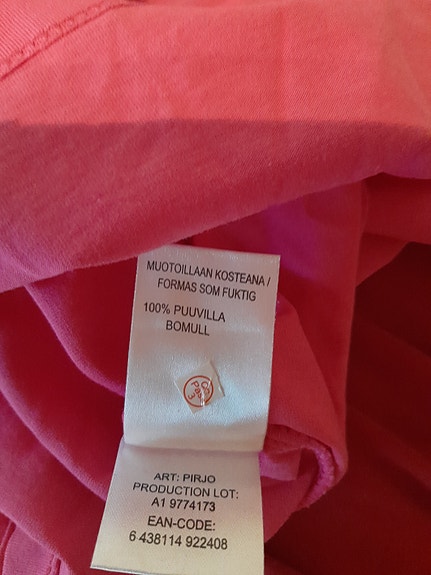 MUOTOILLAAN KOSTEANA /
FORMAS SOM FUKTIG
100% PUUVILLA
BOMULL
ART: PIRJO
PRODUCTION LOT:
A1 9774173
EAN-CODE:
6 438114 922408